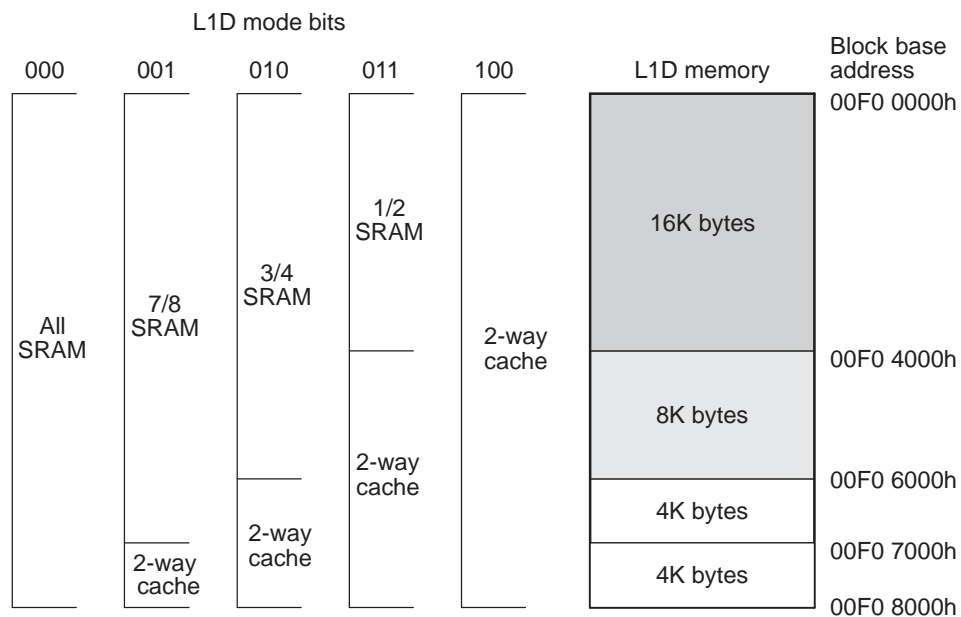 L1D mode bits
000 001 010 011 100 L1D memory
Block base
address
00F0 0000h
1/2
SRAM
16K bytes
3/4
SRAM
7/8
SRAM
All
SRAM
2-way
cache
00F0 4000h
8K bytes
2-way
cache
00F0 6000h
4K bytes
2-way
cache
00F0 7000h
2-way
cache
4K bytes
00F0 8000h